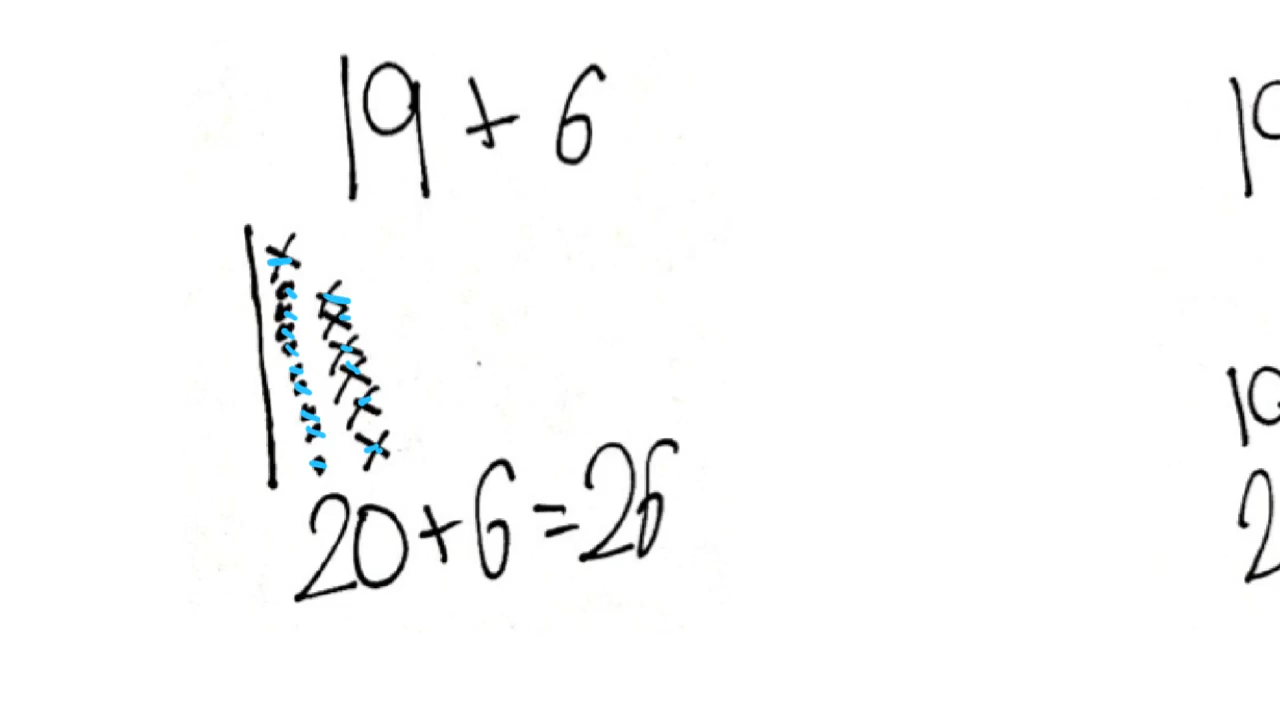 19 + 6
20 + 6 = 26